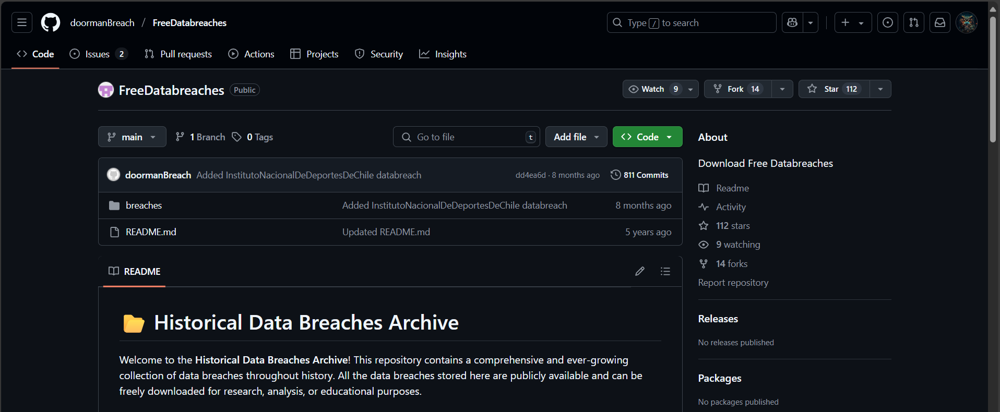 doormanBreach / FreeDatabreaches
Type / to search
Code
Issues 2
Pull requests
Actions
Projects
Security
Insights
FreeDatabreaches Public
Watch 9
Fork 14
Star 112
main
1 Branch
0 Tags
Go to file t
Add file
Code
doormanBreach Added InstitutoNacionalDeDeportesDeChile databreach
dd4ea6d · 8 months ago
811 Commits
breaches Added InstitutoNacionalDeDeportesDeChile databreach 8 months ago
README.md Updated README.md 5 years ago
README
Historical Data Breaches Archive
Welcome to the Historical Data Breaches Archive! This repository contains a comprehensive and ever-growing
collection of data breaches throughout history. All the data breaches stored here are publicly available and can be
freely downloaded for research, analysis, or educational purposes.
About
Download Free Databreaches
Readme
Activity
112 stars
9 watching
14 forks
Report repository
Releases
No releases published
Packages
No packages published